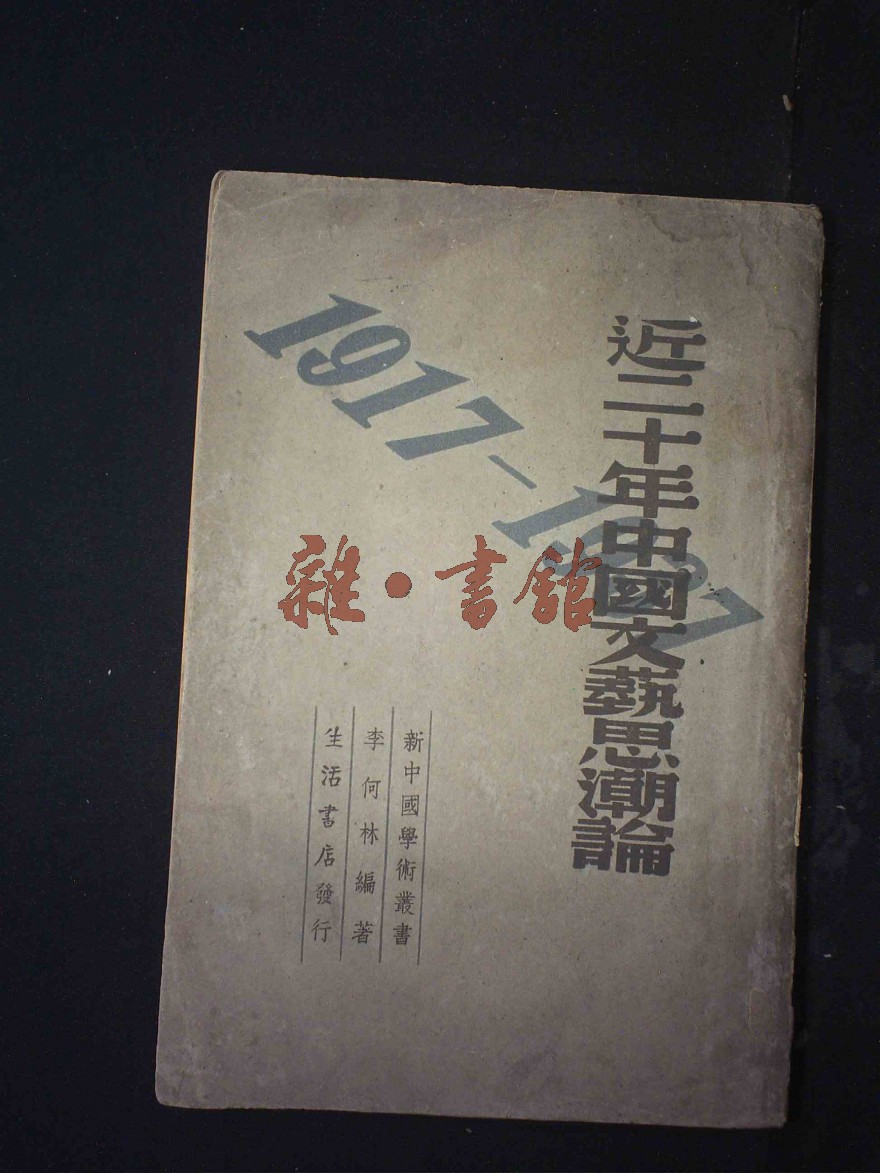 近二十年中國文藝思潮論
1917-1937
雜·書館
新中國學術叢書
李何林編著
生活書店發行